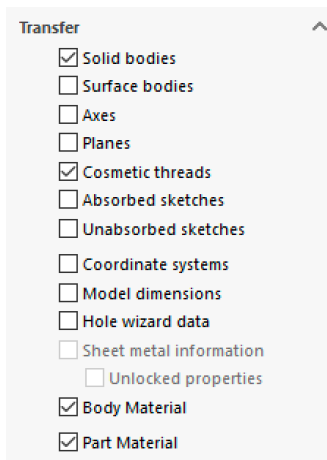 Transfer
Solid bodies
Surface bodies
Axes
Planes
Cosmetic threads
Absorbed sketches
Unabsorbed sketches
Coordinate systems
Model dimensions
Hole wizard data
Sheet metal information
Unlocked properties
Body Material
Part Material